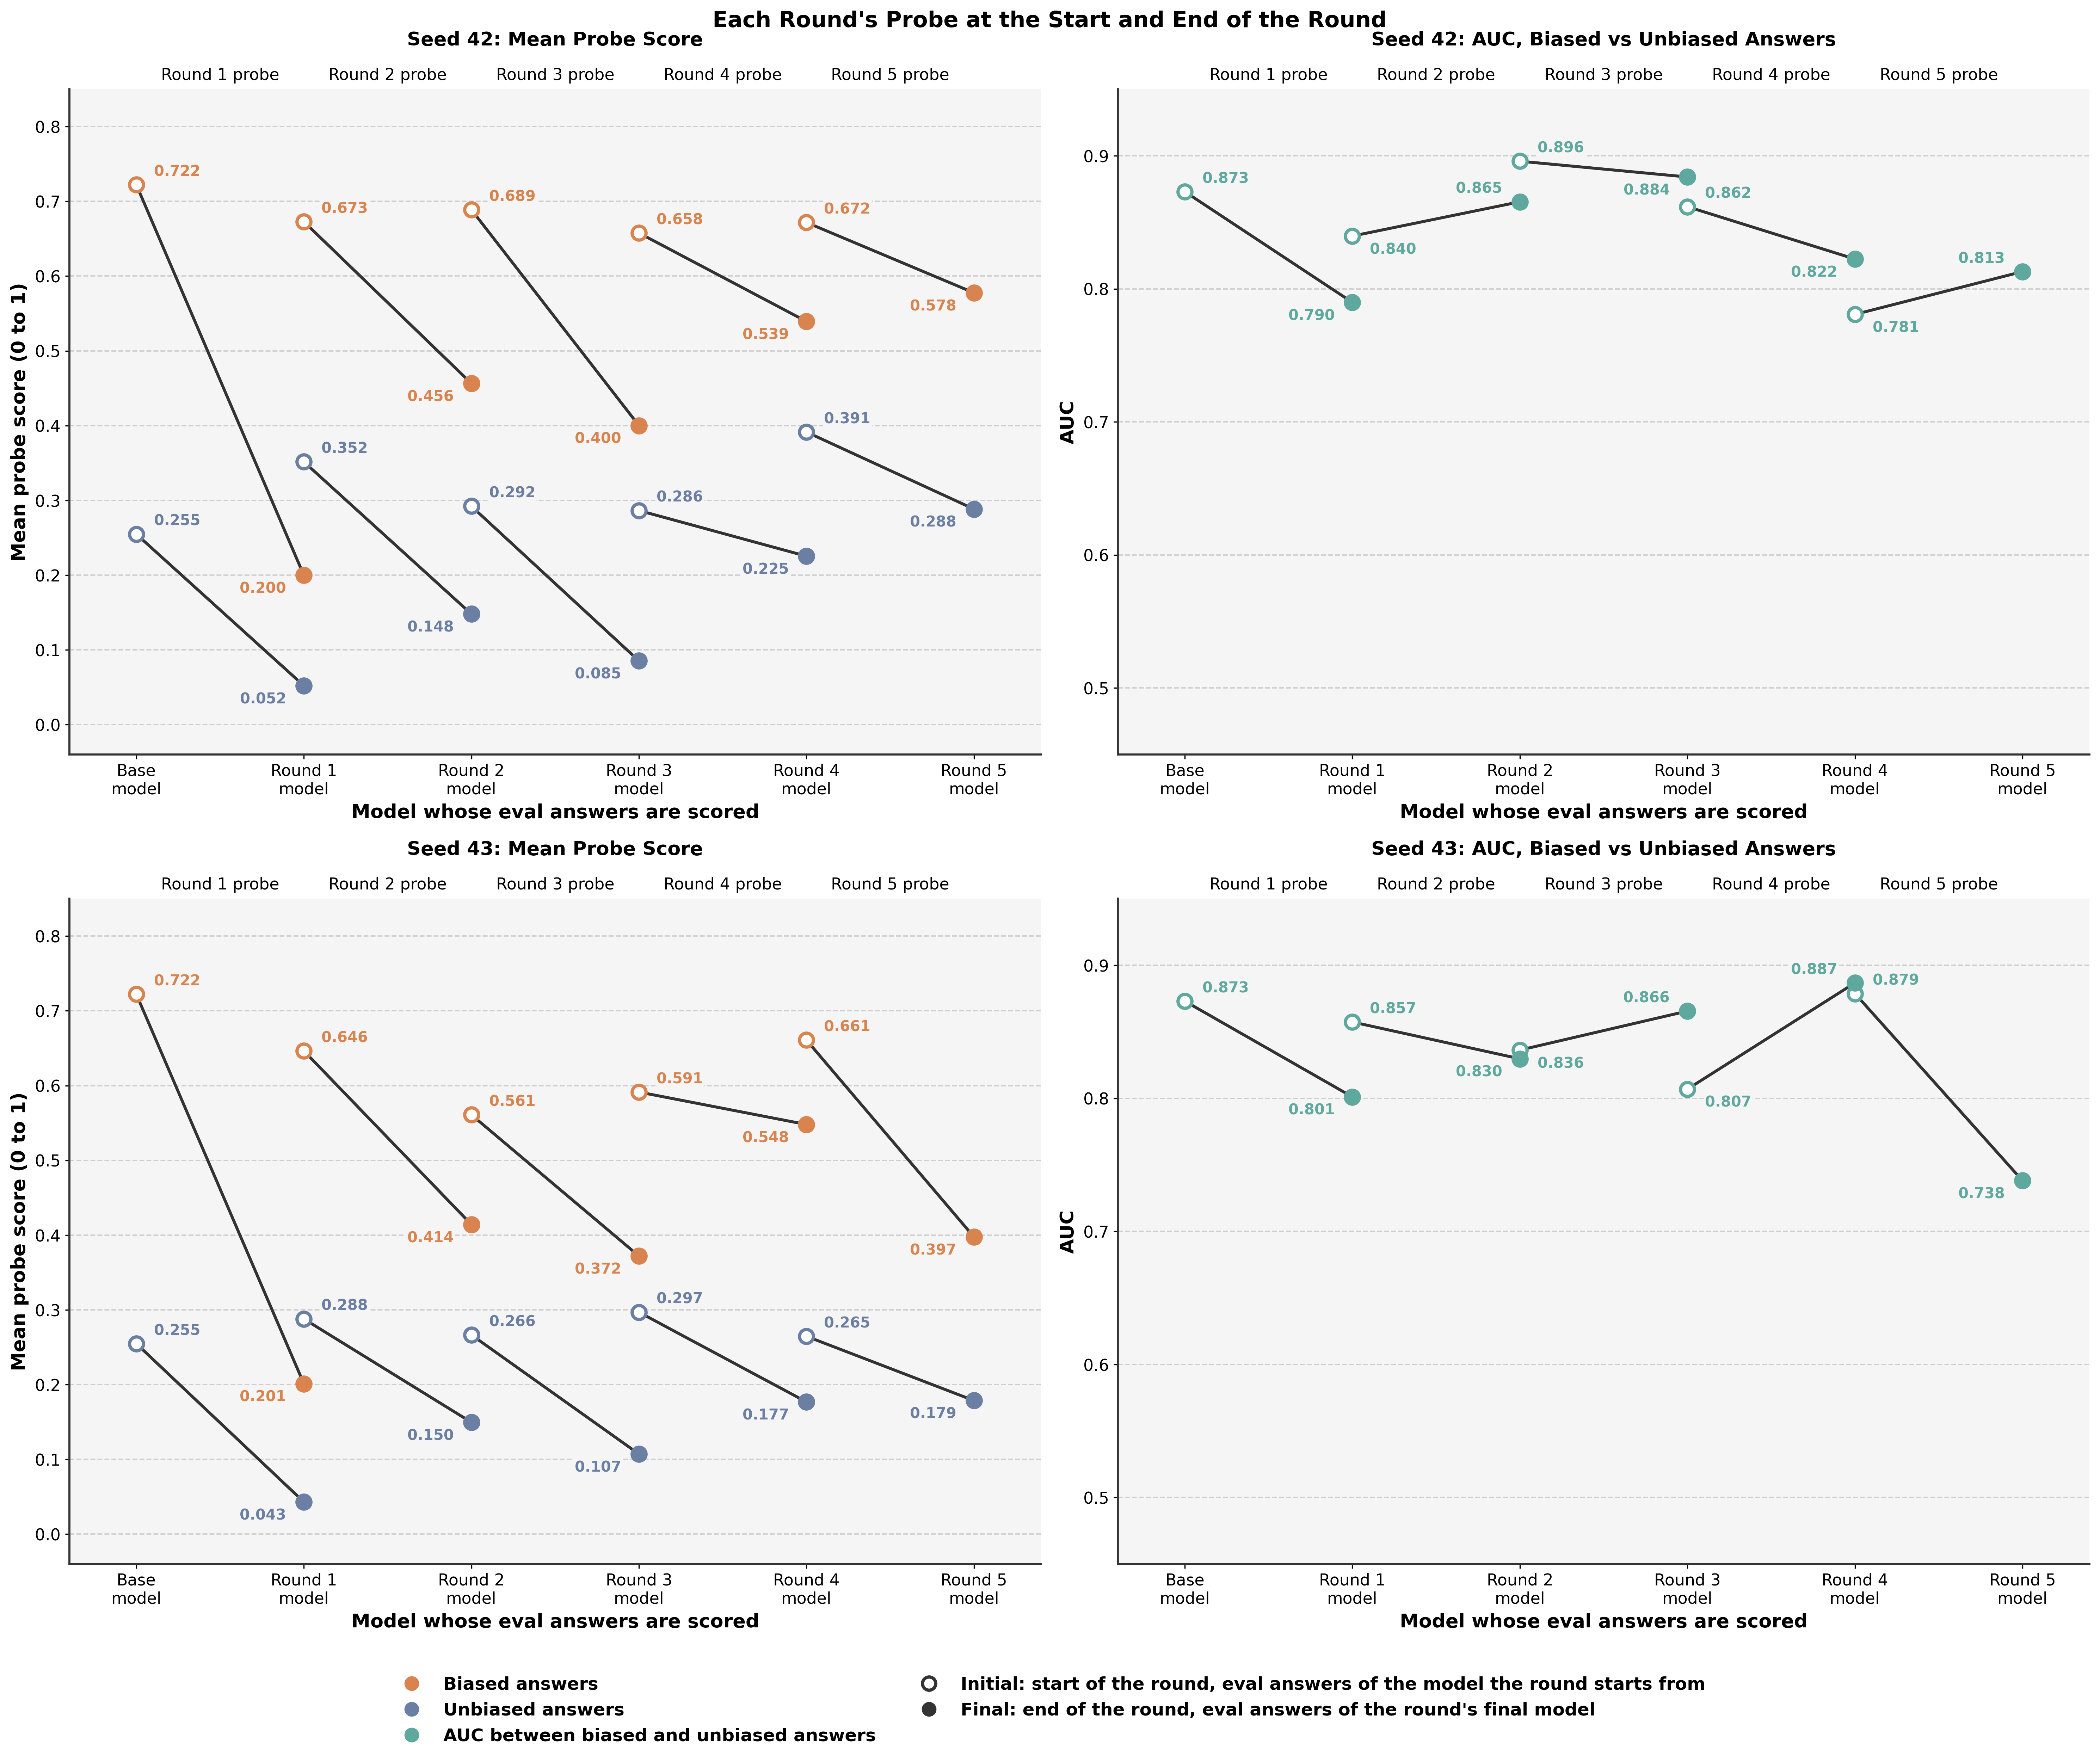 Each Round's Probe at the Start and End of the Round
Seed 42: Mean Probe Score
Round 1 probe Round 2 probe Round 3 probe Round 4 probe Round 5 probe
Mean probe score (0 to 1)
0.8
0.7
0.6
0.5
0.4
0.3
0.2
0.1
0.0
0.722
0.200
0.673
0.456
0.689
0.400
0.658
0.539
0.672
0.578
0.255
0.052
0.352
0.148
0.292
0.085
0.286
0.225
0.391
0.288
Base model
Round 1 model
Round 2 model
Round 3 model
Round 4 model
Round 5 model
Model whose eval answers are scored
Seed 42: AUC, Biased vs Unbiased Answers
Round 1 probe Round 2 probe Round 3 probe Round 4 probe Round 5 probe
AUC
0.9
0.8
0.7
0.6
0.5
0.873
0.790
0.840
0.865
0.896
0.884
0.862
0.822
0.781
0.813
Base model
Round 1 model
Round 2 model
Round 3 model
Round 4 model
Round 5 model
Model whose eval answers are scored
Seed 43: Mean Probe Score
Round 1 probe Round 2 probe Round 3 probe Round 4 probe Round 5 probe
Mean probe score (0 to 1)
0.8
0.7
0.6
0.5
0.4
0.3
0.2
0.1
0.0
0.722
0.201
0.646
0.414
0.561
0.372
0.591
0.548
0.661
0.397
0.255
0.043
0.288
0.150
0.266
0.107
0.297
0.177
0.265
0.179
Base model
Round 1 model
Round 2 model
Round 3 model
Round 4 model
Round 5 model
Model whose eval answers are scored
Seed 43: AUC, Biased vs Unbiased Answers
Round 1 probe Round 2 probe Round 3 probe Round 4 probe Round 5 probe
AUC
0.9
0.8
0.7
0.6
0.5
0.873
0.801
0.857
0.830
0.836
0.866
0.807
0.887
0.879
0.738
Base model
Round 1 model
Round 2 model
Round 3 model
Round 4 model
Round 5 model
Model whose eval answers are scored
Biased answers
Unbiased answers
AUC between biased and unbiased answers
Initial: start of the round, eval answers of the model the round starts from
Final: end of the round, eval answers of the round's final model